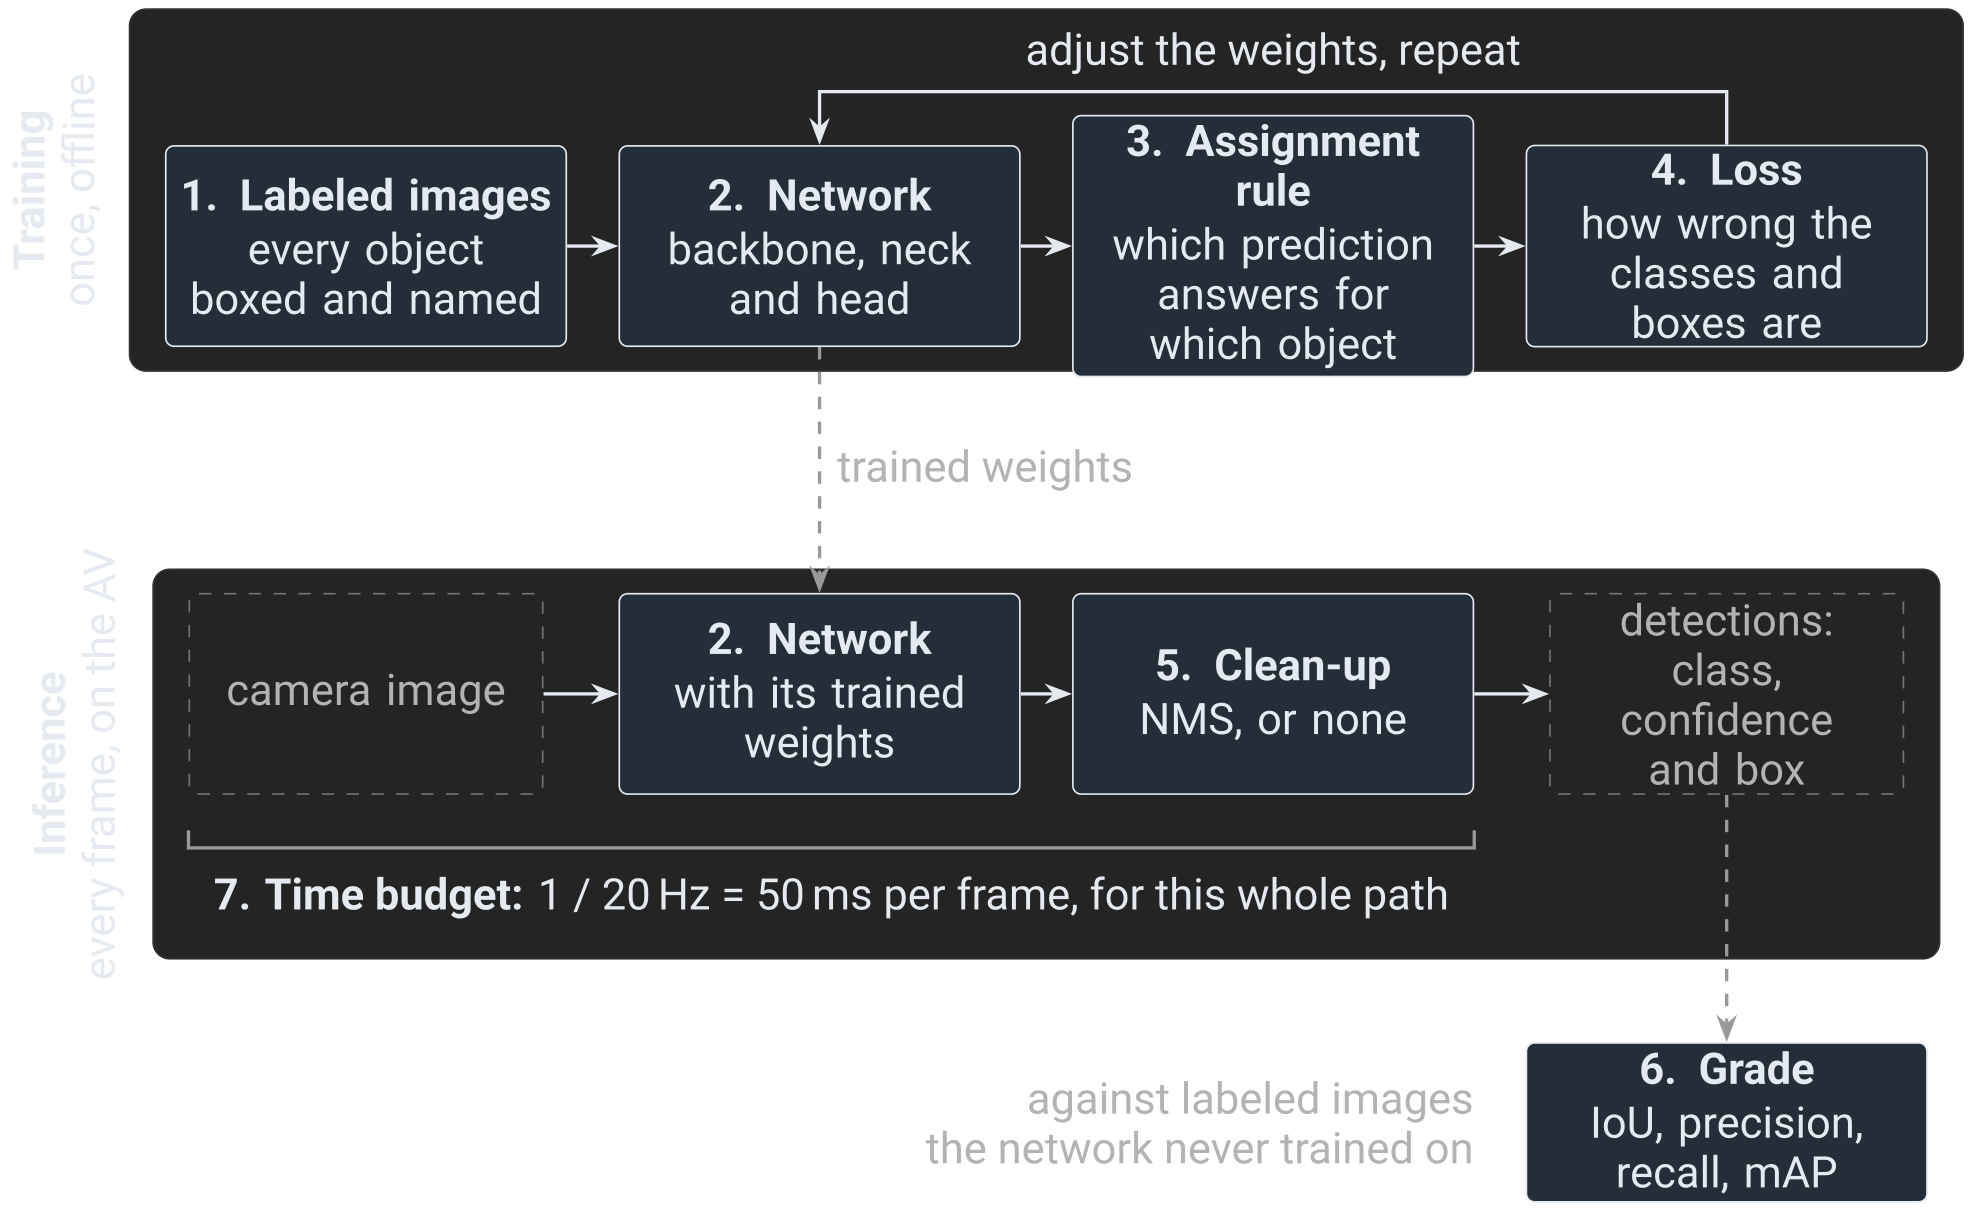 adjust the weights, repeat
Training
once, offline
1. Labeled images
every object
boxed and named
2. Network
backbone, neck
and head
3. Assignment
rule
which prediction
answers for
which object
4. Loss
how wrong the
classes and
boxes are
trained weights
Inference
every frame, on the AV
camera image
2. Network
with its trained
weights
5. Clean-up
NMS, or none
detections:
class,
confidence
and box
7. Time budget: 1 / 20 Hz = 50 ms per frame, for this whole path
against labeled images
the network never trained on
6. Grade
IoU, precision,
recall, mAP